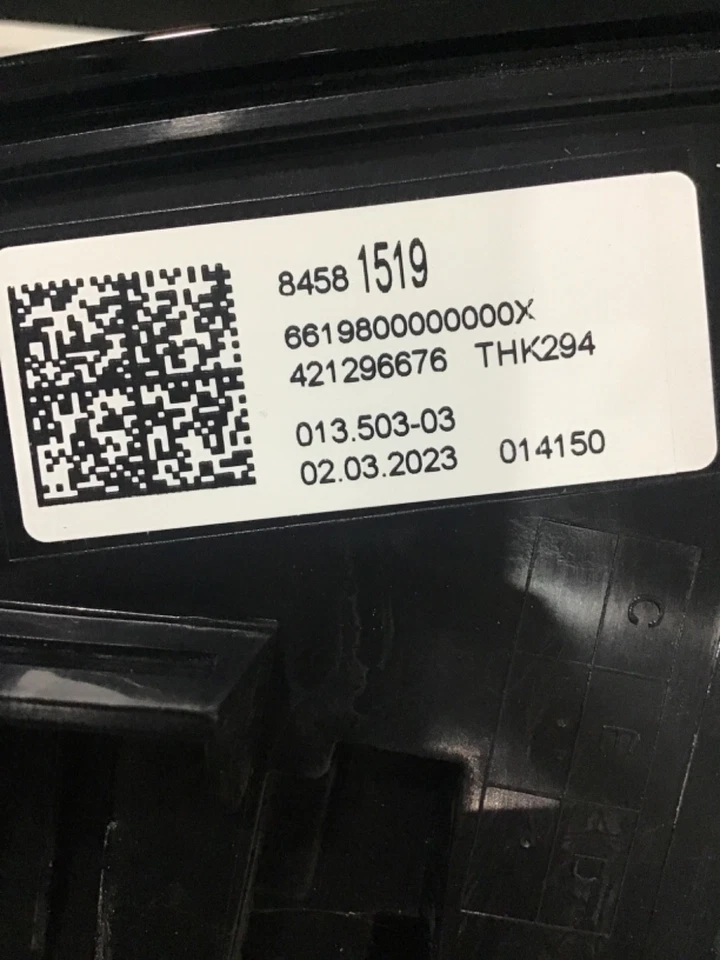 8458 1519
6619800000000X
421296676 THK294
013.503-03
02.03.2023 014150
C